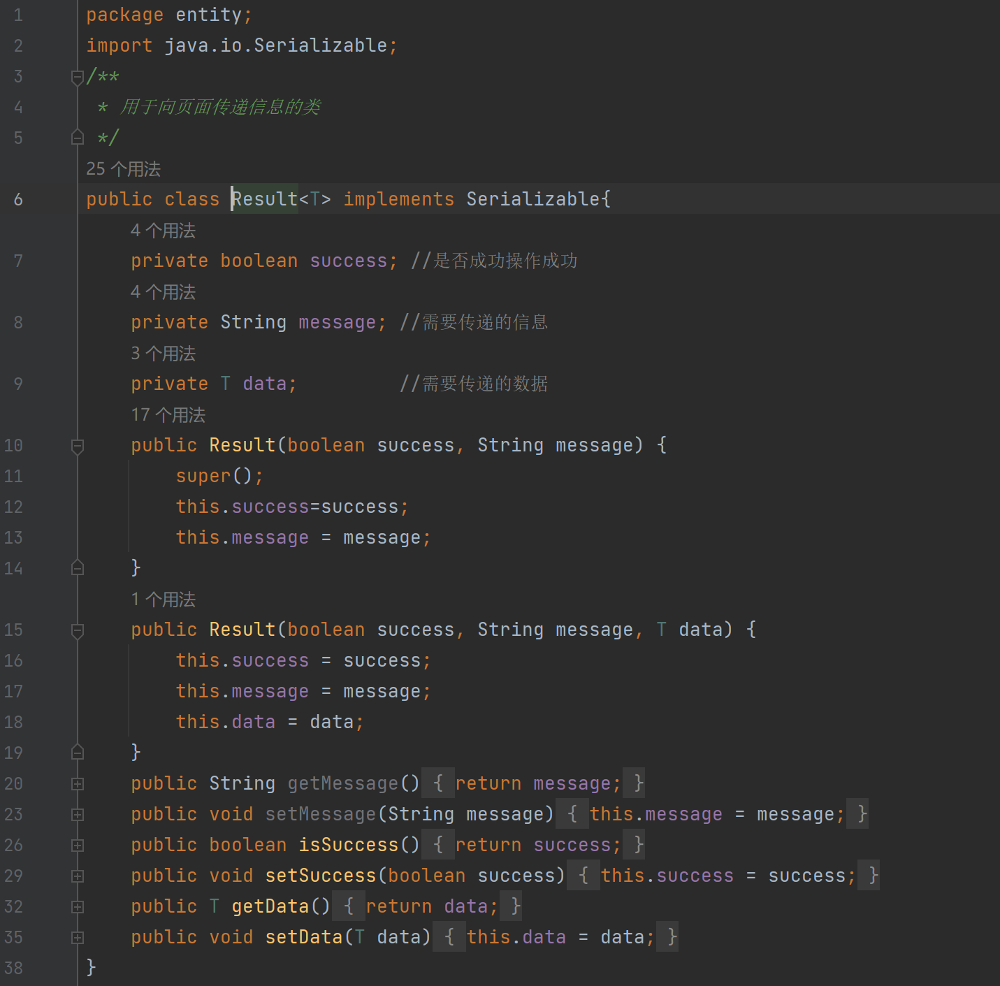 1 package entity;
2 import java.io.Serializable;
3 /**
4  * 用于向页面传递信息的类
5  */
25 个用法
6 public class Result<T> implements Serializable{
4 个用法
7     private boolean success; //是否成功操作成功
4 个用法
8     private String message; //需要传递的信息
3 个用法
9     private T data;         //需要传递的数据
17 个用法
10     public Result(boolean success, String message) {
11         super();
12         this.success=success;
13         this.message = message;
14     }
1 个用法
15     public Result(boolean success, String message, T data) {
16         this.success = success;
17         this.message = message;
18         this.data = data;
19     }
20     public String getMessage() { return message; }
23     public void setMessage(String message) { this.message = message; }
26     public boolean isSuccess() { return success; }
29     public void setSuccess(boolean success) { this.success = success; }
32     public T getData() { return data; }
35     public void setData(T data) { this.data = data; }
38 }